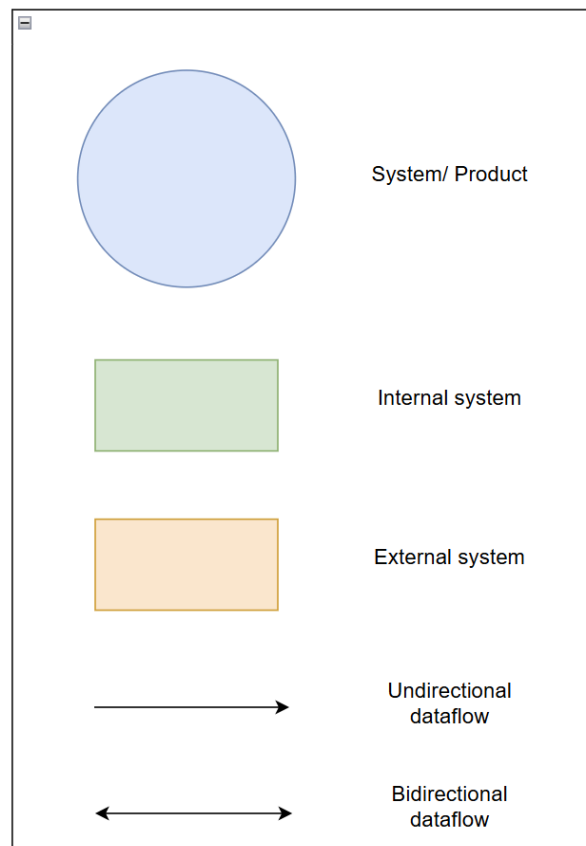 System/ Product
Internal system
External system
Undirectional
dataflow
Bidirectional
dataflow